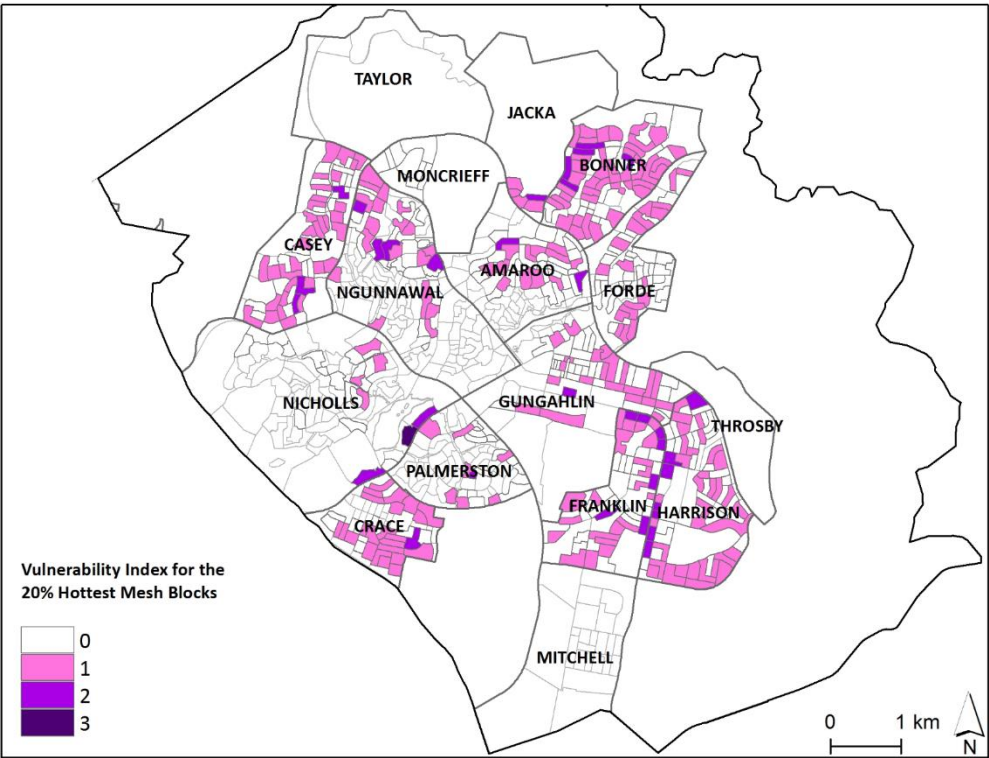 TAYLOR
JACKA
BONNER
MONCRIEFF
CASEY
AMAROO
NGUNNAWAL
FORDE
NICHOLLS
GUNGAHLIN
THROSBY
PALMERSTON
FRANKLIN
HARRISON
CRACE
Vulnerability Index for the
20% Hottest Mesh Blocks
0
1
2
3
MITCHELL
0 1 km
N